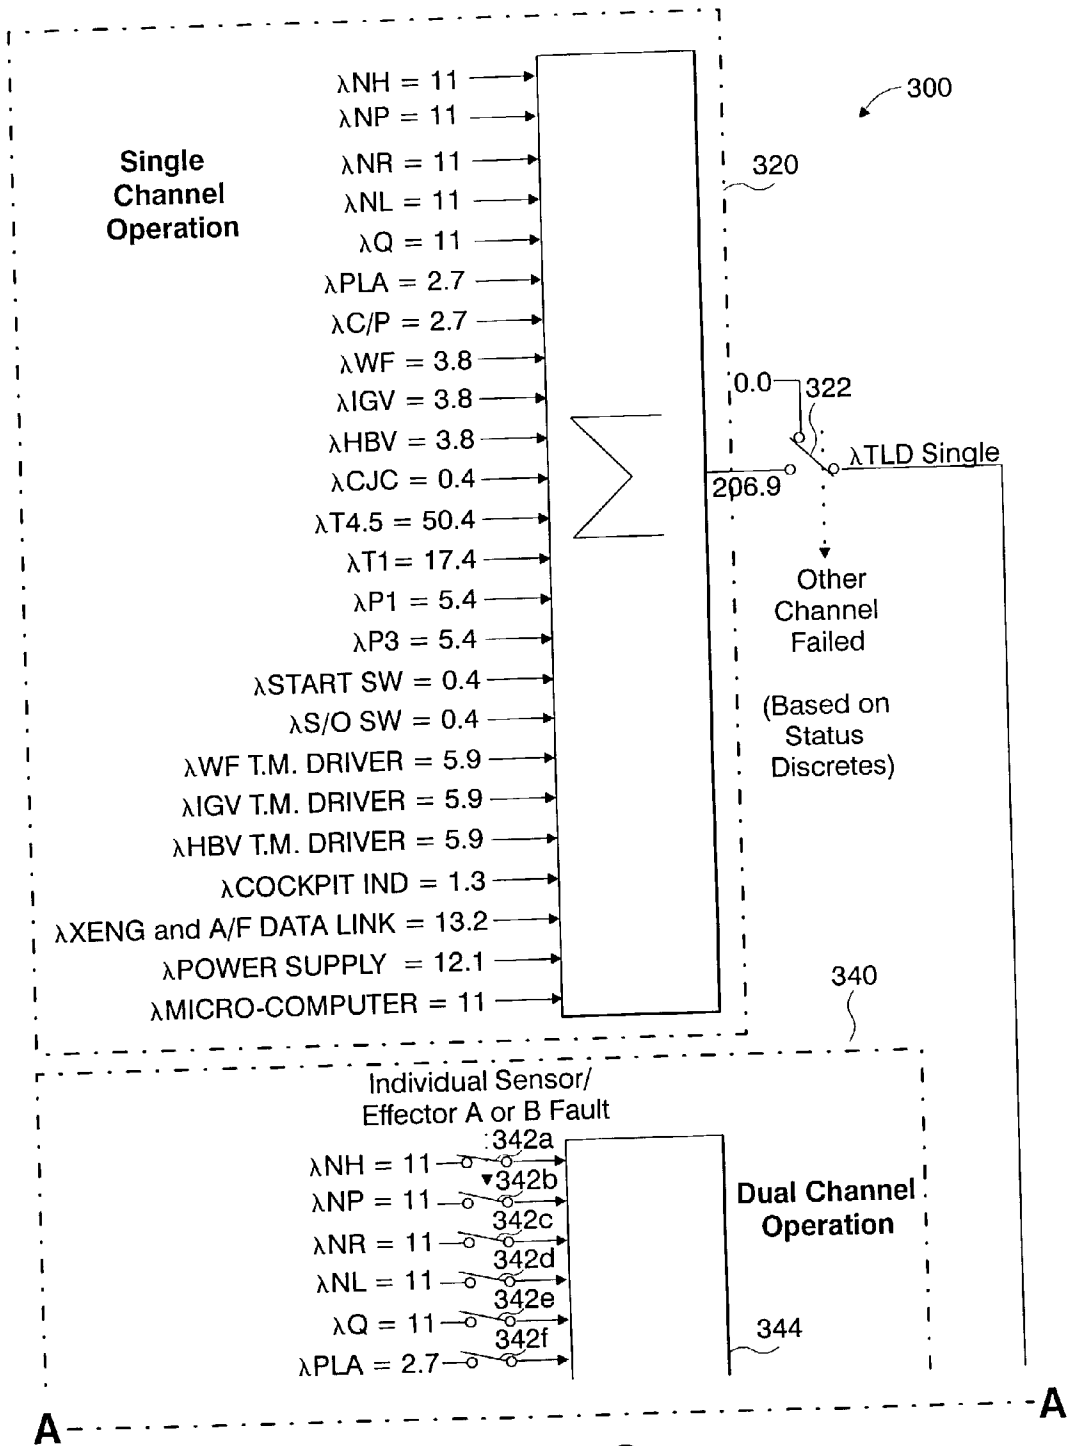 300
320
Single
Channel
Operation
λNH = 11
λNP = 11
λNR = 11
λNL = 11
λQ = 11
λPLA = 2.7
λC/P = 2.7
λWF = 3.8
λIGV = 3.8
λHBV = 3.8
λCJC = 0.4
λT4.5 = 50.4
λT1= 17.4
λP1 = 5.4
λP3 = 5.4
λSTART SW = 0.4
λS/O SW = 0.4
λWF T.M. DRIVER = 5.9
λIGV T.M. DRIVER = 5.9
λHBV T.M. DRIVER = 5.9
λCOCKPIT IND = 1.3
λXENG and A/F DATA LINK = 13.2
λPOWER SUPPLY = 12.1
λMICRO-COMPUTER = 11
0.0
322
λTLD Single
206.9
Other
Channel
Failed
(Based on
Status
Discretes)
340
Individual Sensor/
Effector A or B Fault
λNH = 11 342a
λNP = 11 342b
λNR = 11 342c
λNL = 11 342d
λQ = 11 342e
λPLA = 2.7 342f
Dual Channel
Operation
344
A A